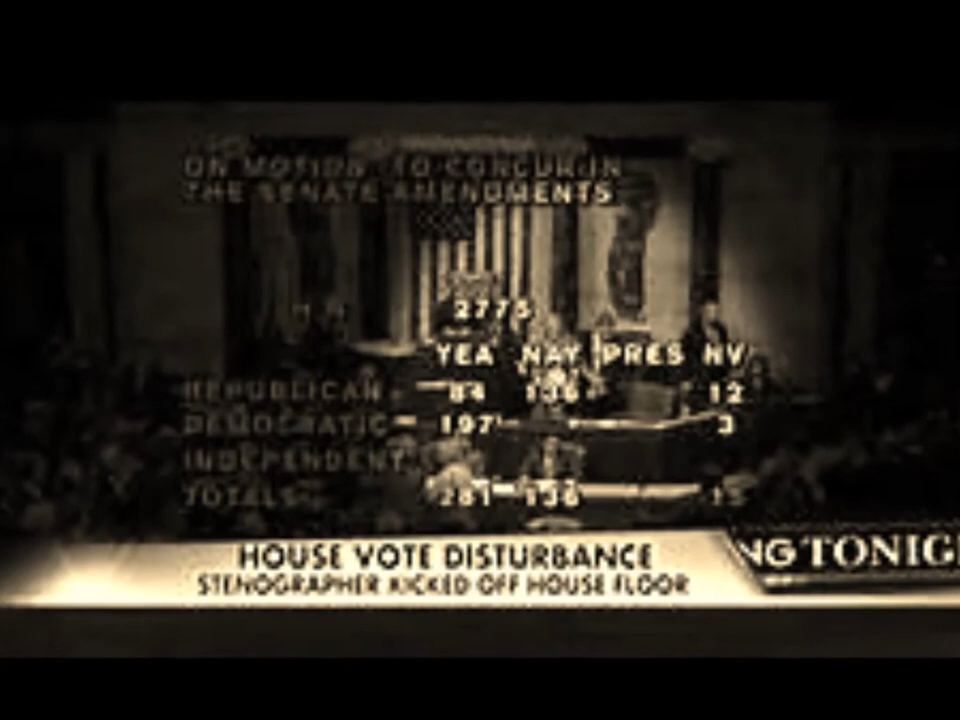 ON MOTION TO CONCUR IN
THE SENATE AMENDMENTS
2775
YEA NAY PRES NV
REPUBLICAN 84 136 12
DEMOCRATIC 197 3
INDEPENDENT
TOTALS 281 136 15
HOUSE VOTE DISTURBANCE
STENOGRAPHER KICKED OFF HOUSE FLOOR
NG TONIG